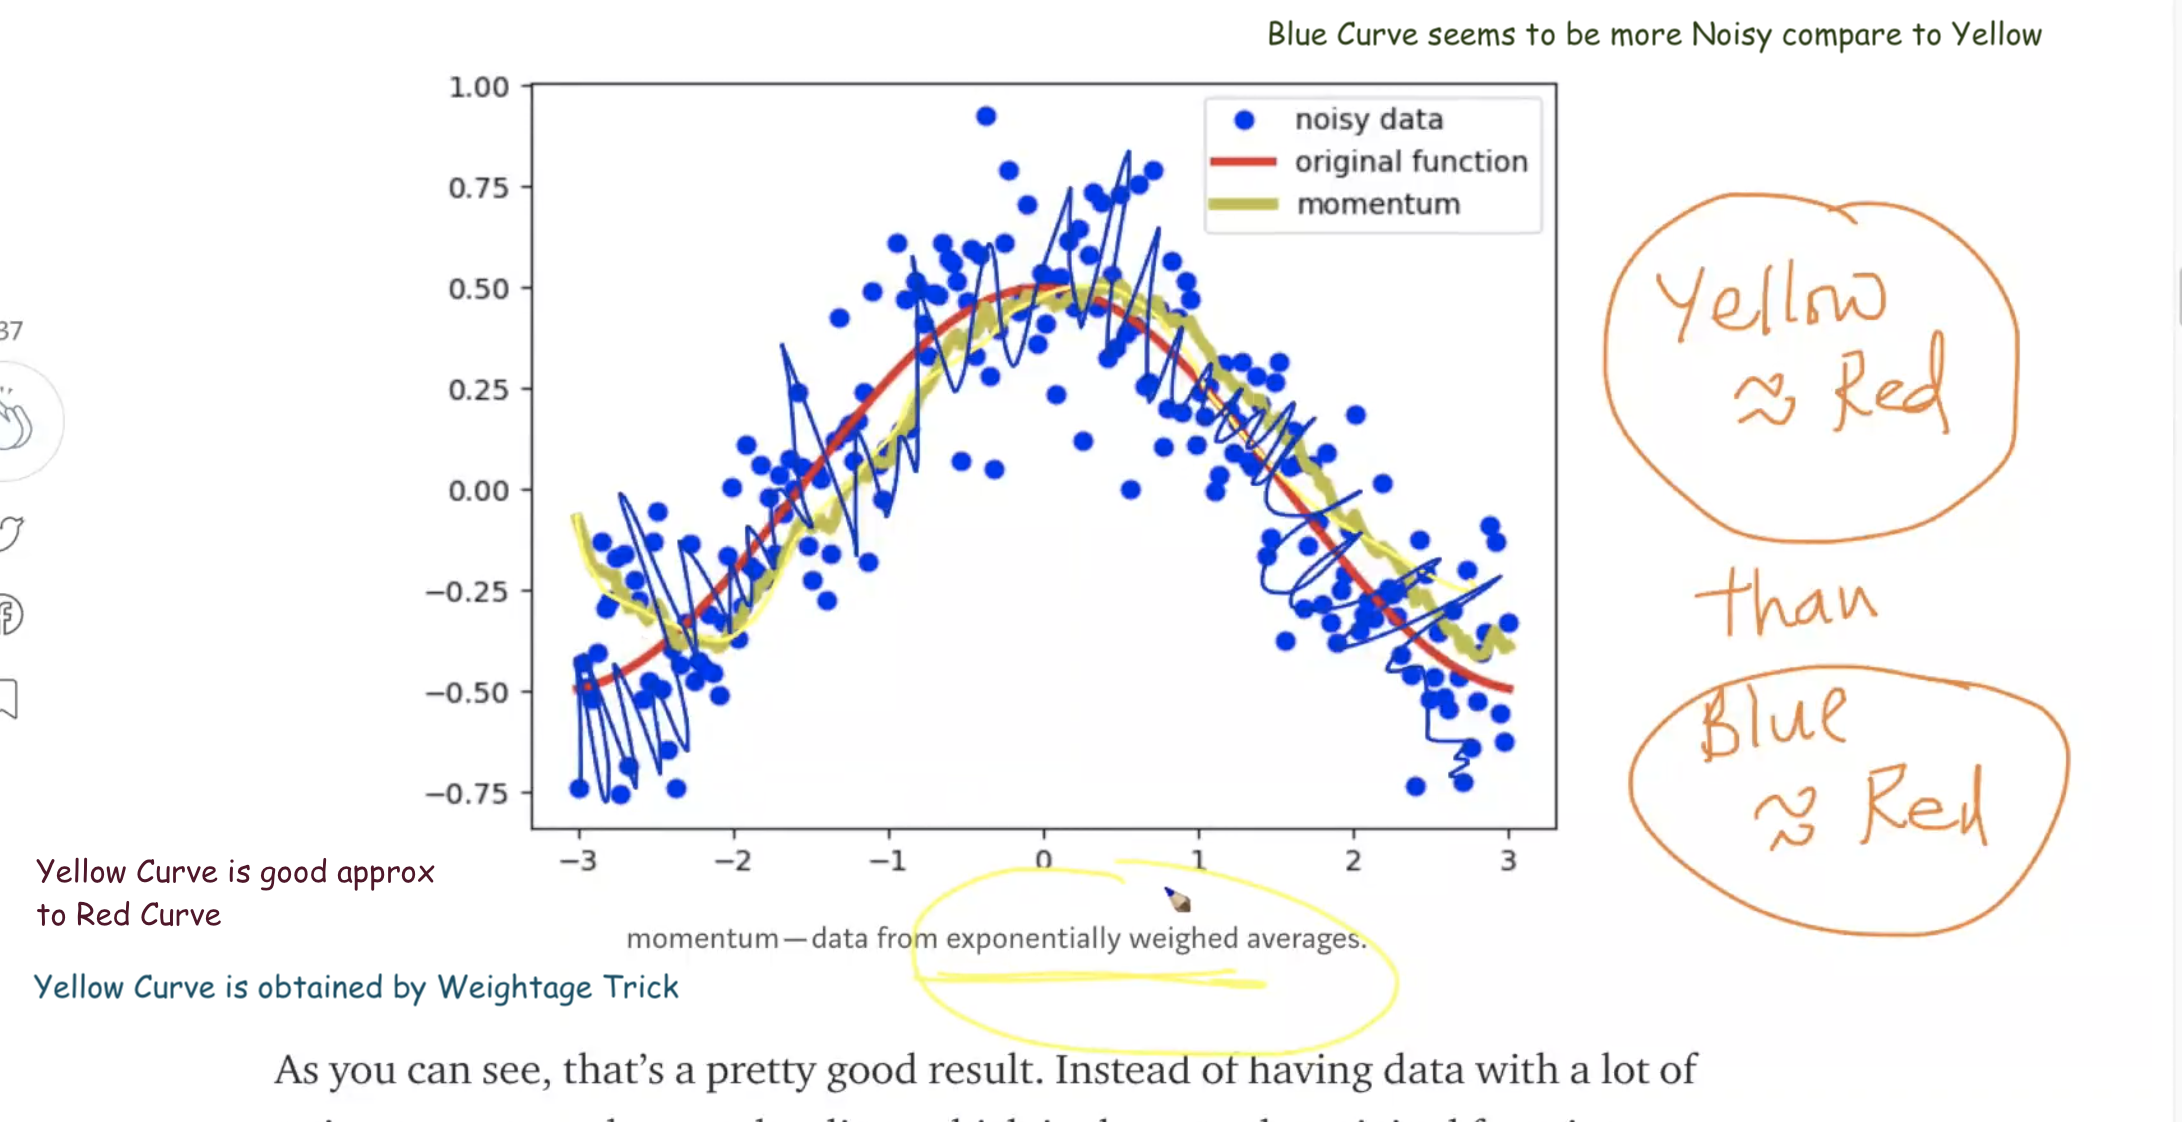 Blue Curve seems to be more Noisy compare to Yellow
1.00
0.75
0.50
0.25
0.00
−0.25
−0.50
−0.75
noisy data
original function
momentum
37
Yellow
≈ Red
than
Blue
≈ Red
−3 −2 −1 0 1 2 3
Yellow Curve is good approx
to Red Curve
momentum — data from exponentially weighed averages.
Yellow Curve is obtained by Weightage Trick
As you can see, that's a pretty good result. Instead of having data with a lot of